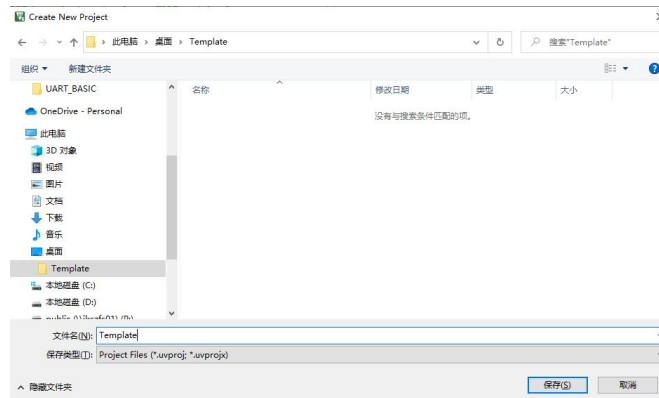 Create New Project
此电脑 › 桌面 › Template
搜索"Template"
组织 新建文件夹
名称 修改日期 类型 大小
没有与搜索条件匹配的项。
UART_BASIC
OneDrive - Personal
此电脑
3D 对象
视频
图片
文档
下载
音乐
桌面
Template
本地磁盘 (C:)
本地磁盘 (D:)
文件名(N): Template
保存类型(T): Project Files (*.uvproj; *.uvprojx)
隐藏文件夹 保存(S) 取消